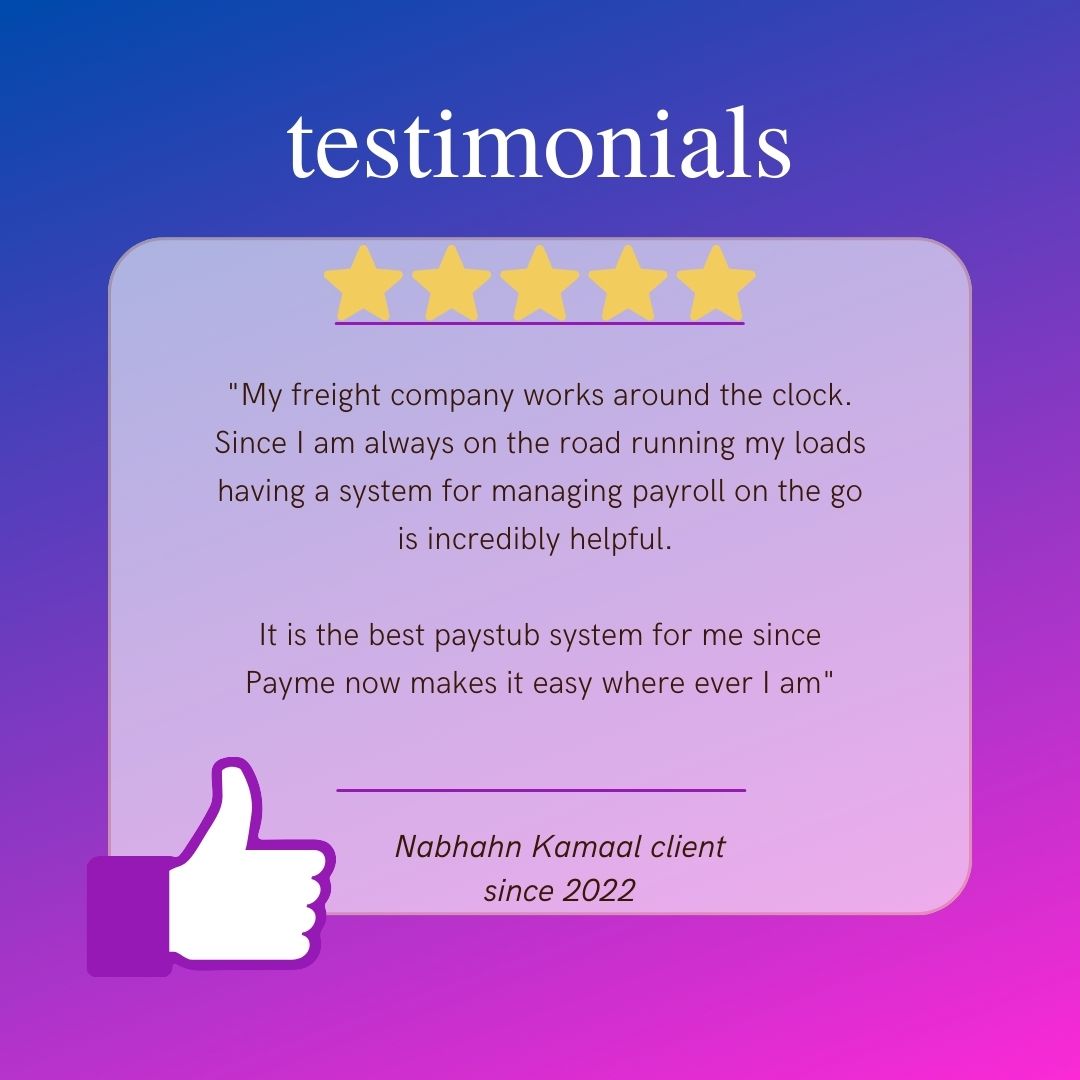 testimonials
"My freight company works around the clock.
Since I am always on the road running my loads
having a system for managing payroll on the go
is incredibly helpful.
It is the best paystub system for me since
Payme now makes it easy where ever I am"
Nabhahn Kamaal client
since 2022